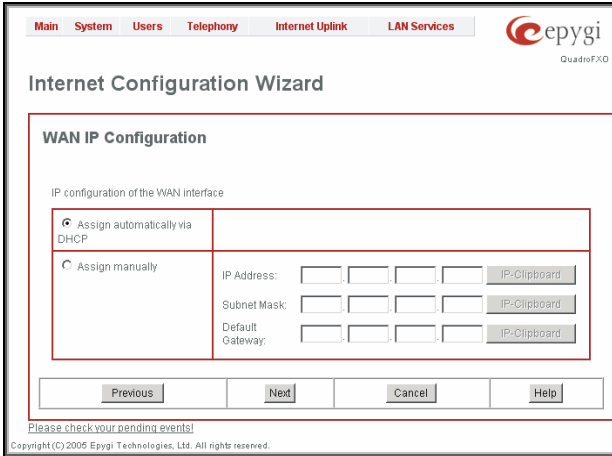 Main System Users Telephony Internet Uplink LAN Services
epygi
QuadroFXO
Internet Configuration Wizard
WAN IP Configuration
IP configuration of the WAN interface
Assign automatically via
DHCP
Assign manually
IP Address: . . . IP-Clipboard
Subnet Mask: . . . IP-Clipboard
Default
Gateway: . . . IP-Clipboard
Previous Next Cancel Help
Please check your pending events!
Copyright (C) 2005 Epygi Technologies, Ltd. All rights reserved.